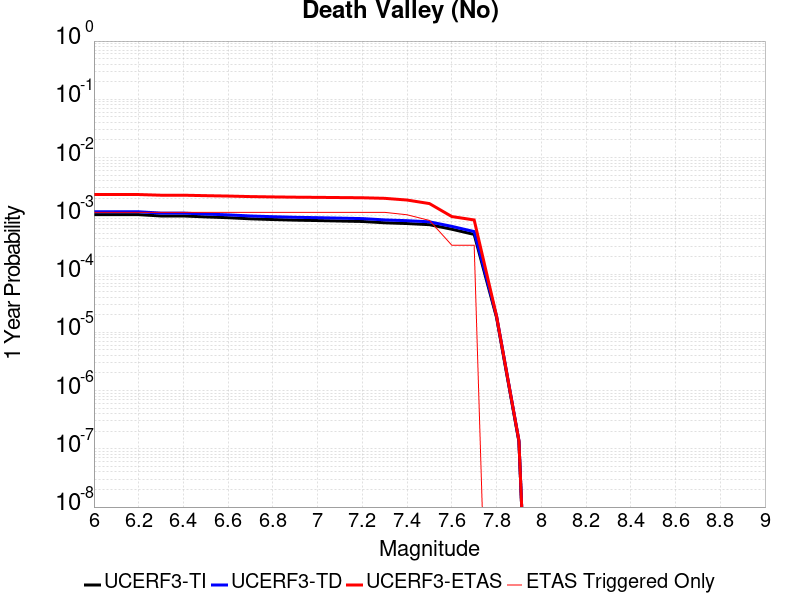 Death Valley (No)
10^0
10^-1
10^-2
10^-3
10^-4
10^-5
10^-6
10^-7
10^-8
1 Year Probability
6 6.2 6.4 6.6 6.8 7 7.2 7.4 7.6 7.8 8 8.2 8.4 8.6 8.8 9
Magnitude
UCERF3-TI UCERF3-TD UCERF3-ETAS ETAS Triggered Only